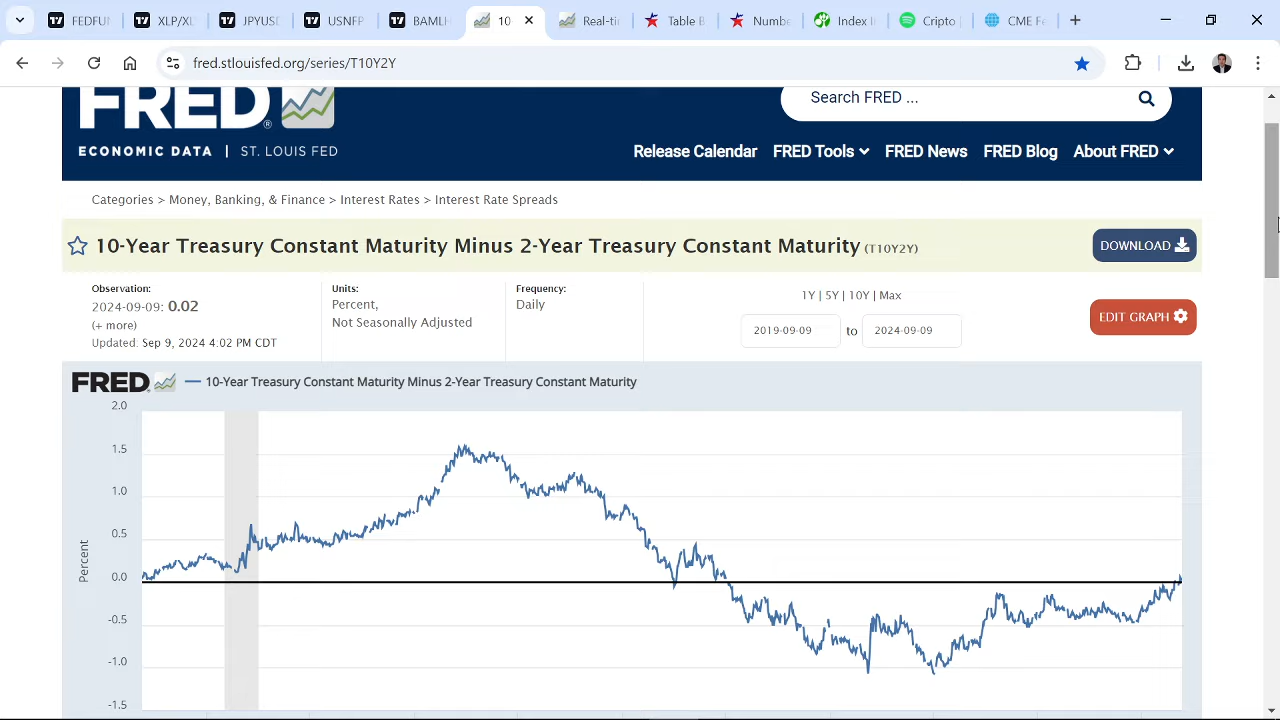 FEDFU
XLP/XL
JPYUS
USNFP
BAMLH
10
Real-ti
Table B
Numbe
Index I
Cripto
CME Fe
fred.stlouisfed.org/series/T10Y2Y
FRED
ECONOMIC DATA | ST. LOUIS FED
Search FRED ...
Release Calendar FRED Tools FRED News FRED Blog About FRED
Categories > Money, Banking, & Finance > Interest Rates > Interest Rate Spreads
10-Year Treasury Constant Maturity Minus 2-Year Treasury Constant Maturity (T10Y2Y)
DOWNLOAD
Observation:
2024-09-09: 0.02
(+ more)
Updated: Sep 9, 2024 4:02 PM CDT
Units:
Percent,
Not Seasonally Adjusted
Frequency:
Daily
1Y | 5Y | 10Y | Max
2019-09-09 to 2024-09-09
EDIT GRAPH
FRED 10-Year Treasury Constant Maturity Minus 2-Year Treasury Constant Maturity
2.0
1.5
1.0
0.5
0.0
-0.5
-1.0
-1.5
Percent